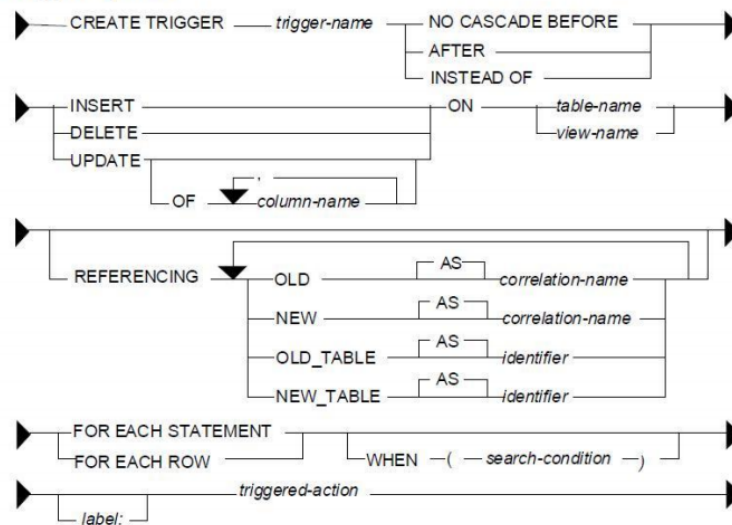 CREATE TRIGGER trigger-name NO CASCADE BEFORE
AFTER
INSTEAD OF
INSERT ON table-name
DELETE view-name
UPDATE
,
OF column-name
REFERENCING OLD AS correlation-name
NEW AS correlation-name
OLD_TABLE AS identifier
NEW_TABLE AS identifier
FOR EACH STATEMENT
FOR EACH ROW WHEN ( search-condition )
triggered-action
label: